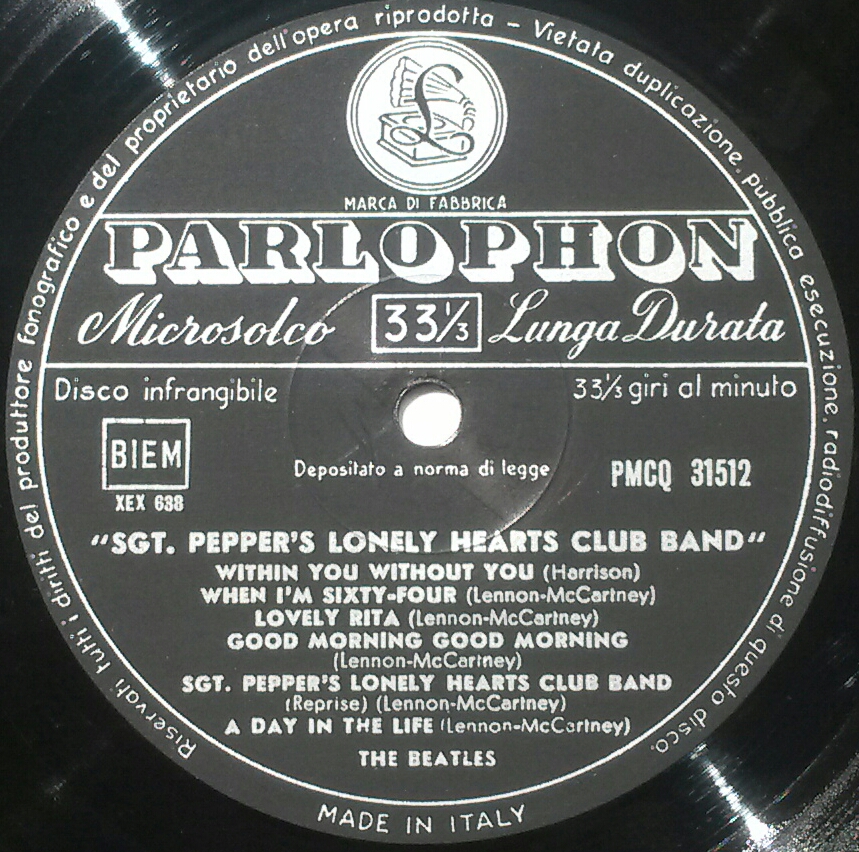 Riservati tutti i diritti del produttore fonografico e del proprietario dell'opera riprodotta – Vietata duplicazione, pubblica esecuzione, radiodiffusione di questo disco.
£
MARCA DI FABBRICA
PARLOPHON
Microsolco 33⅓ Lunga Durata
Disco infrangibile 33⅓ giri al minuto
BIEM
XEX 638
Depositato a norma di legge PMCQ 31512
"SGT. PEPPER'S LONELY HEARTS CLUB BAND"
WITHIN YOU WITHOUT YOU (Harrison)
WHEN I'M SIXTY-FOUR (Lennon-McCartney)
LOVELY RITA (Lennon-McCartney)
GOOD MORNING GOOD MORNING
(Lennon-McCartney)
SGT. PEPPER'S LONELY HEARTS CLUB BAND
(Reprise) (Lennon-McCartney)
A DAY IN THE LIFE (Lennon-McCartney)
THE BEATLES
MADE IN ITALY